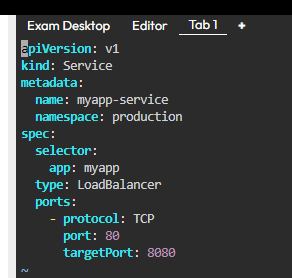 Exam Desktop Editor Tab 1 +
apiVersion: v1
kind: Service
metadata:
  name: myapp-service
  namespace: production
spec:
  selector:
    app: myapp
  type: LoadBalancer
  ports:
    - protocol: TCP
      port: 80
      targetPort: 8080
~